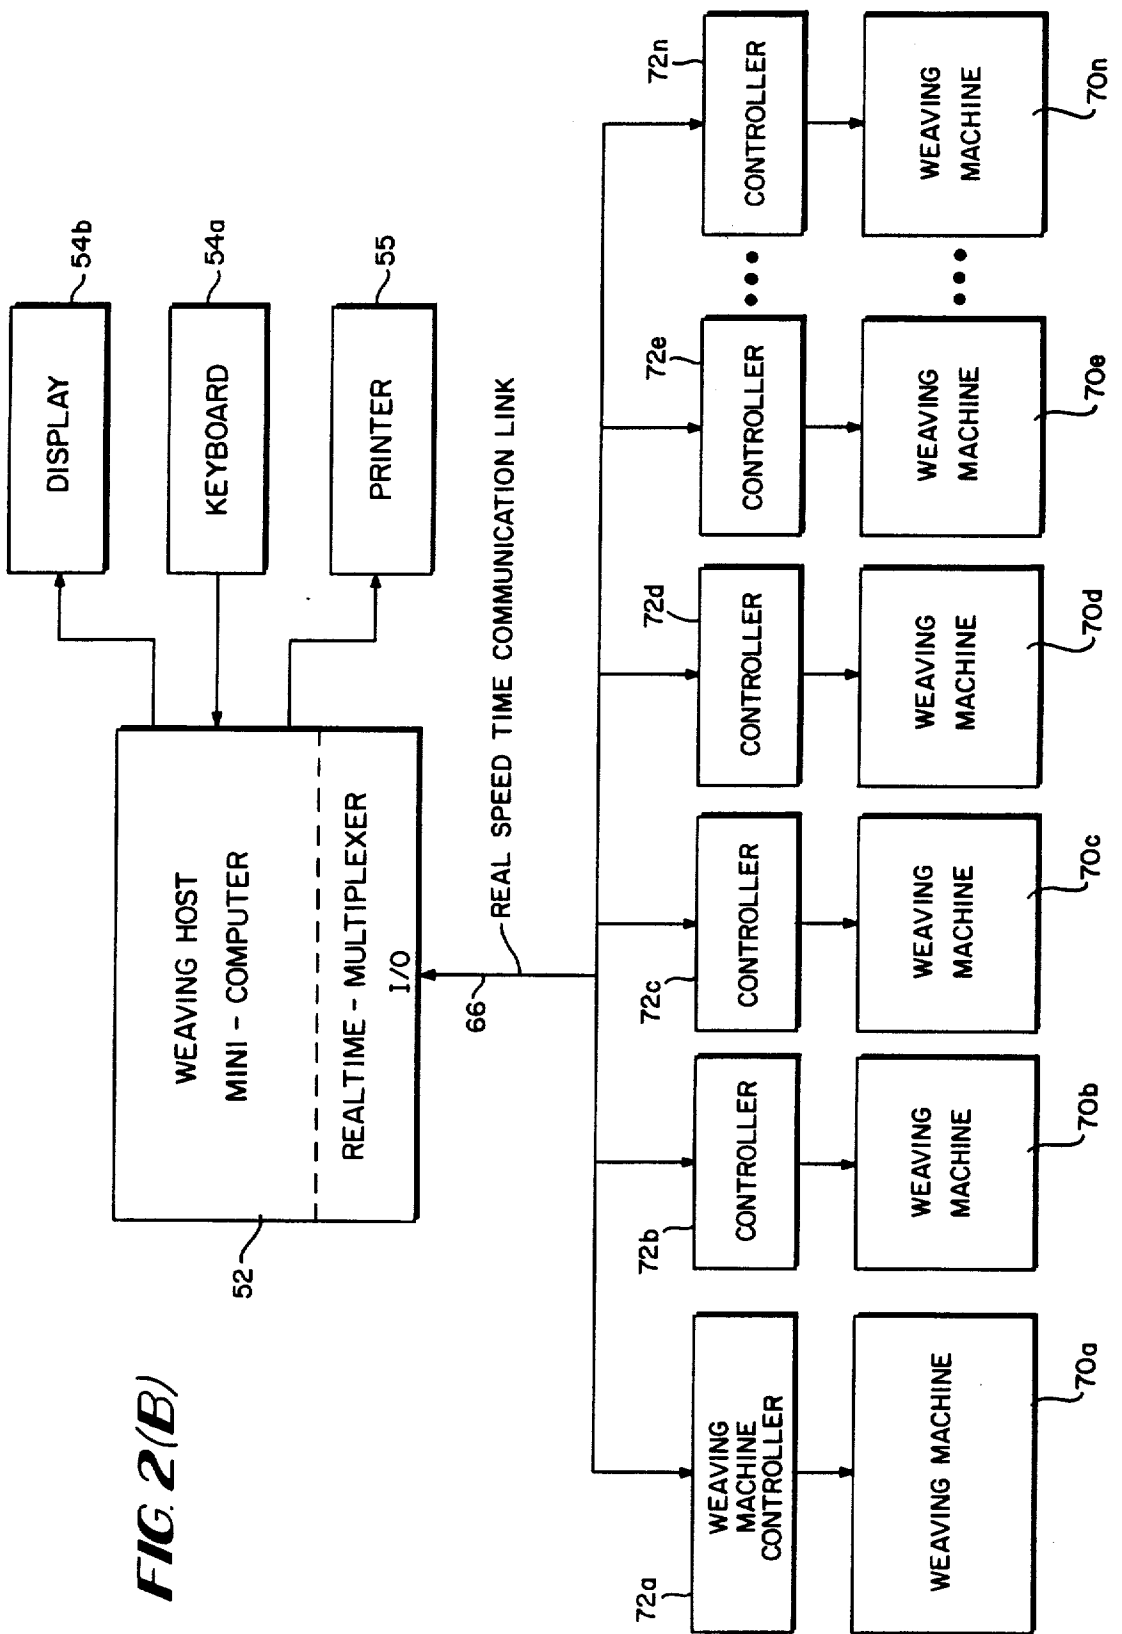 FIG. 2(B)
DISPLAY
54b
KEYBOARD
54a
PRINTER
55
WEAVING HOST
MINI - COMPUTER
REALTIME - MULTIPLEXER
I/O
52
66
REAL SPEED TIME COMMUNICATION LINK
72a
WEAVING
MACHINE
CONTROLLER
72b
CONTROLLER
72c
CONTROLLER
72d
CONTROLLER
72e
CONTROLLER
72n
CONTROLLER
WEAVING MACHINE
70a
WEAVING
MACHINE
70b
WEAVING
MACHINE
70c
WEAVING
MACHINE
70d
WEAVING
MACHINE
70e
WEAVING
MACHINE
70n